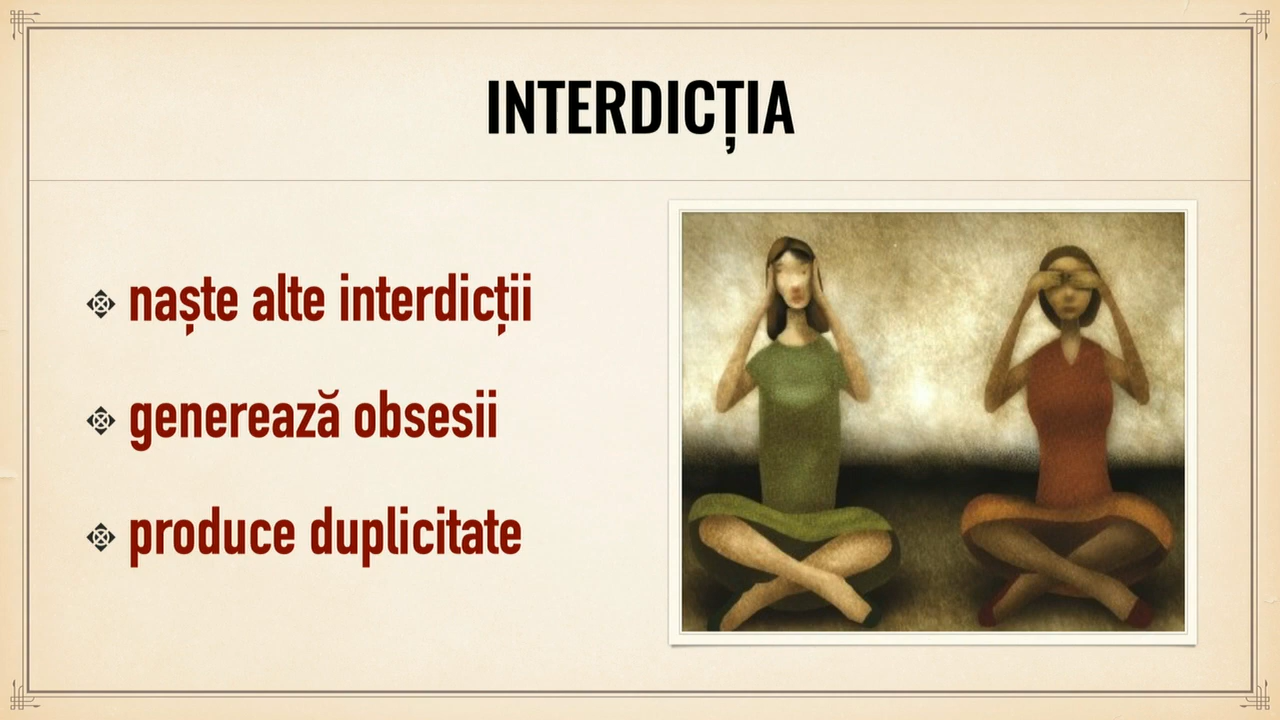 INTERDICȚIA
naște alte interdicții
generează obsesii
produce duplicitate